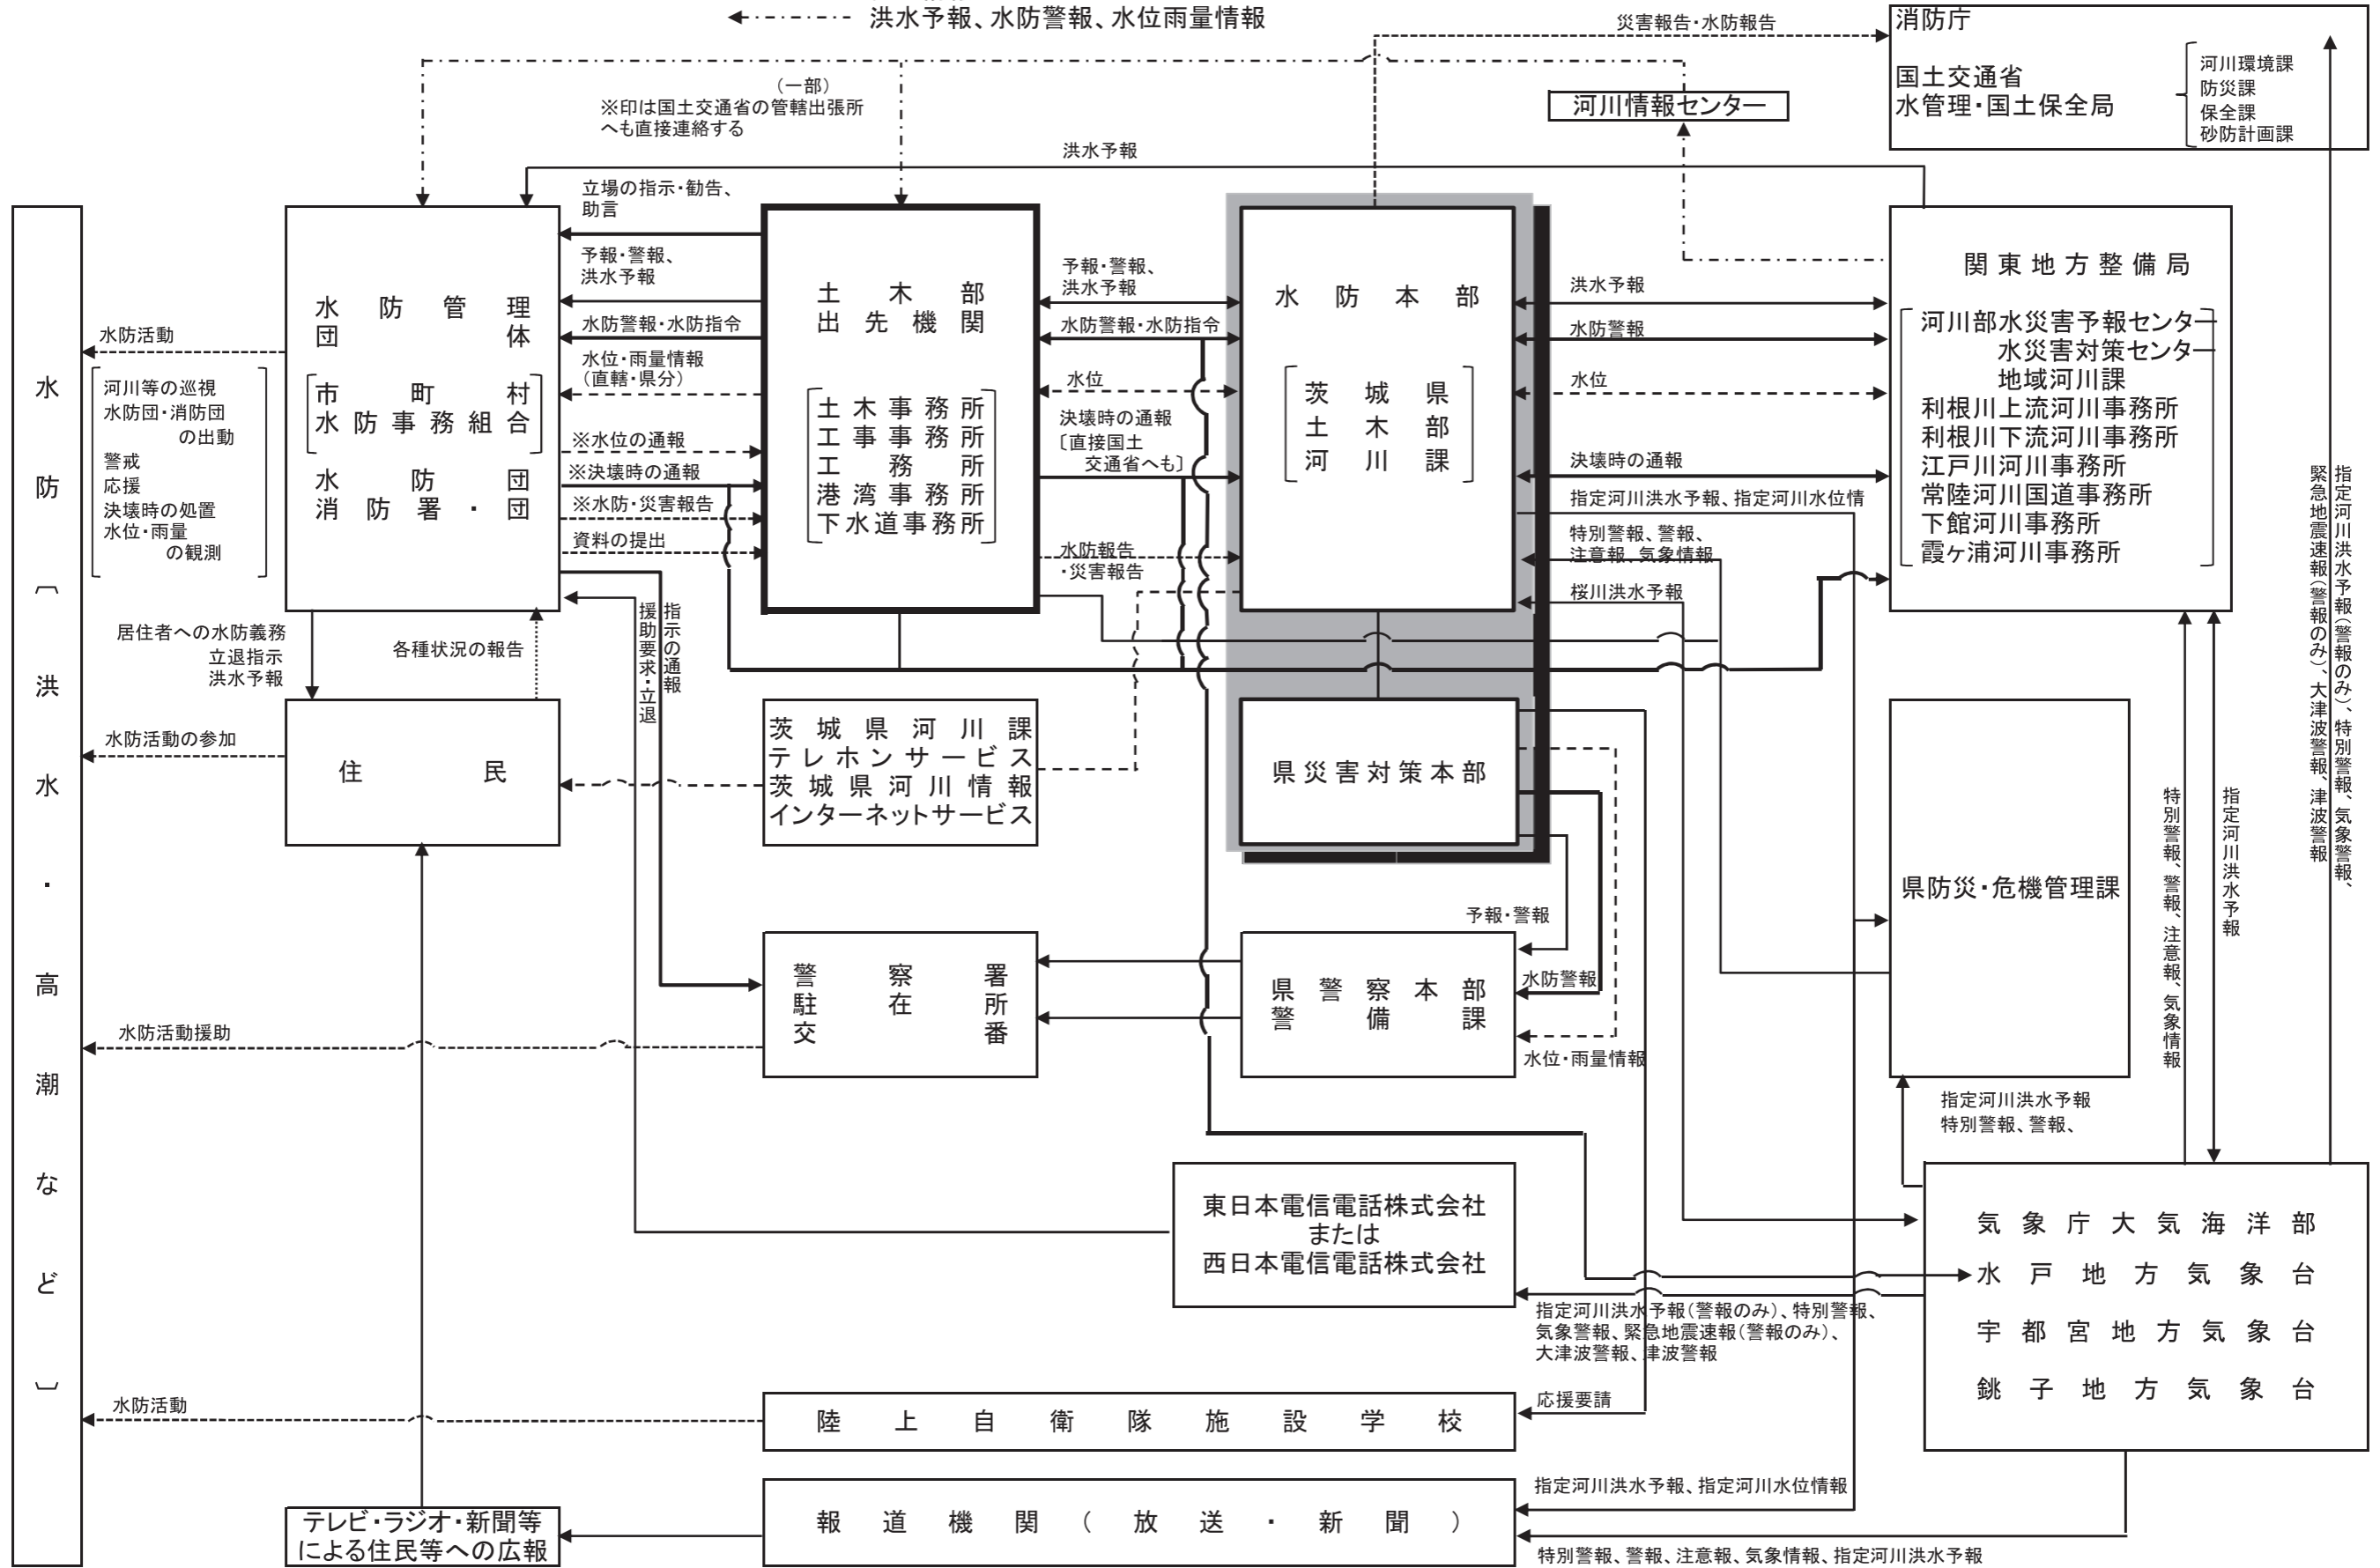 洪水予報、水防警報、水位雨量情報
災害報告・水防報告
消防庁
国土交通省
水管理・国土保全局
河川環境課
防災課
保全課
砂防計画課
(一部)
※印は国土交通省の管轄出張所
へも直接連絡する
河川情報センター
洪水予報
水防〔洪水・高潮など〕
水防活動
河川等の巡視
水防団・消防団
の出動
警戒
応援
決壊時の処置
水位・雨量
の観測
水防管理
団体
市町村
水防事務組合
水防団
消防署・団
立場の指示・勧告、
助言
予報・警報、
洪水予報
水防警報・水防指令
水位・雨量情報
(直轄・県分)
※水位の通報
※決壊時の通報
※水防・災害報告
資料の提出
土木部
出先機関
土木事務所
工事事務所
工務所
港湾事務所
下水道事務所
予報・警報、
洪水予報
水防警報・水防指令
水位
決壊時の通報
〔直接国土
交通省へも〕
水防報告
・災害報告
水防本部
茨城県
土木部
河川課
洪水予報
水防警報
水位
決壊時の通報
指定河川洪水予報、指定河川水位情
特別警報、警報、
注意報、気象情報
桜川洪水予報
関東地方整備局
河川部水災害予報センター
水災害対策センター
地域河川課
利根川上流河川事務所
利根川下流河川事務所
江戸川河川事務所
常陸河川国道事務所
下館河川事務所
霞ヶ浦河川事務所
指定河川洪水予報(警報のみ)、特別警報、気象警報、
緊急地震速報(警報のみ)、大津波警報、津波警報
居住者への水防義務
立退指示
洪水予報
各種状況の報告
指示の通報
援助要求・立退
水防活動の参加
住民
茨城県河川課
テレホンサービス
茨城県河川情報
インターネットサービス
県災害対策本部
県防災・危機管理課
指定河川洪水予報
特別警報、警報、注意報、気象情報
予報・警報
水防警報
水位・雨量情報
水防活動援助
警察署
駐在所
交番
県警察本部
警備課
指定河川洪水予報
特別警報、警報、
東日本電信電話株式会社
または
西日本電信電話株式会社
気象庁大気海洋部
水戸地方気象台
宇都宮地方気象台
銚子地方気象台
指定河川洪水予報(警報のみ)、特別警報、
気象警報、緊急地震速報(警報のみ)、
大津波警報、津波警報
水防活動
陸上自衛隊施設学校
応援要請
テレビ・ラジオ・新聞等
による住民等への広報
報道機関(放送・新聞)
指定河川洪水予報、指定河川水位情報
特別警報、警報、注意報、気象情報、指定河川洪水予報